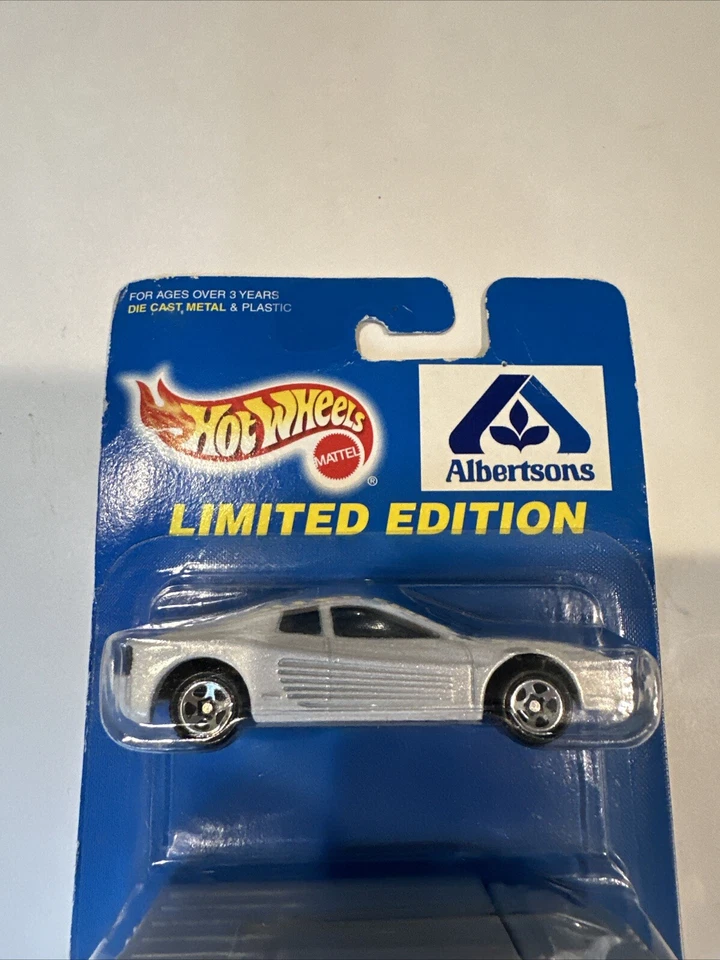 FOR AGES OVER 3 YEARS
DIE CAST METAL & PLASTIC
HOT WHEELS
MATTEL
®
Albertsons
LIMITED EDITION